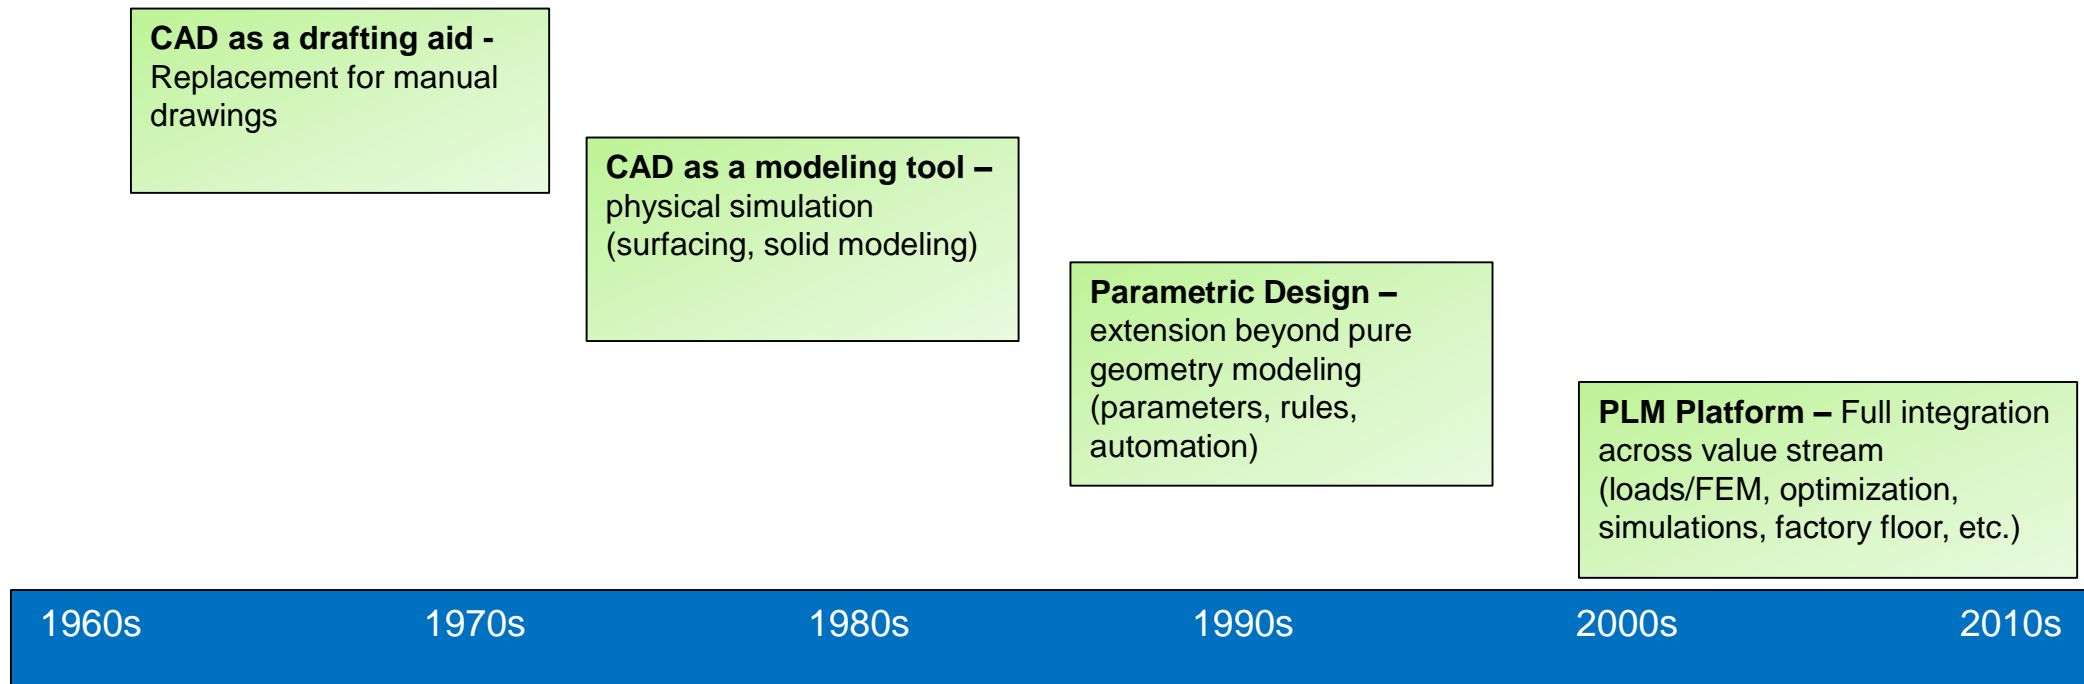 CAD as a drafting aid -
Replacement for manual
drawings
CAD as a modeling tool –
physical simulation
(surfacing, solid modeling)
Parametric Design –
extension beyond pure
geometry modeling
(parameters, rules,
automation)
PLM Platform – Full integration
across value stream
(loads/FEM, optimization,
simulations, factory floor, etc.)
1960s 1970s 1980s 1990s 2000s 2010s